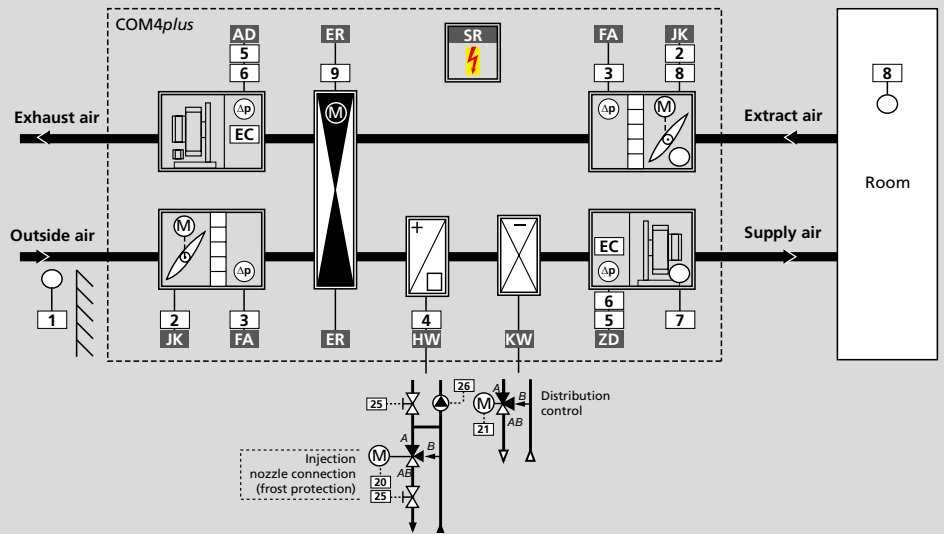 COM4plus
AD ER SR FA JK
5 2
6 9 3 8 8
Δp M Δp M
Exhaust air EC Extract air
Room
Outside air M EC Supply air
+ −
Δp Δp
1 2 3 4 6 7
5
JK FA ER HW KW ZD
26
25 A B Distribution
M control
21 AB
A
Injection M B
nozzle connection AB
20
(frost protection) 25